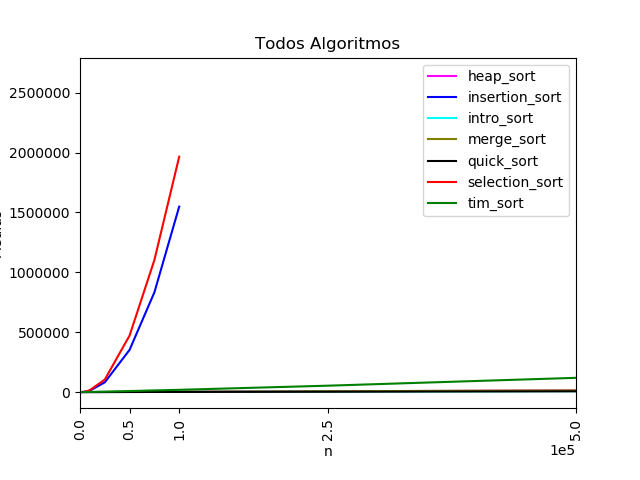 Todos Algoritmos
heap_sort
insertion_sort
intro_sort
merge_sort
quick_sort
selection_sort
tim_sort
2500000
2000000
1500000
1000000
500000
0
0.0 0.5 1.0 2.5 5.0
n
1e5